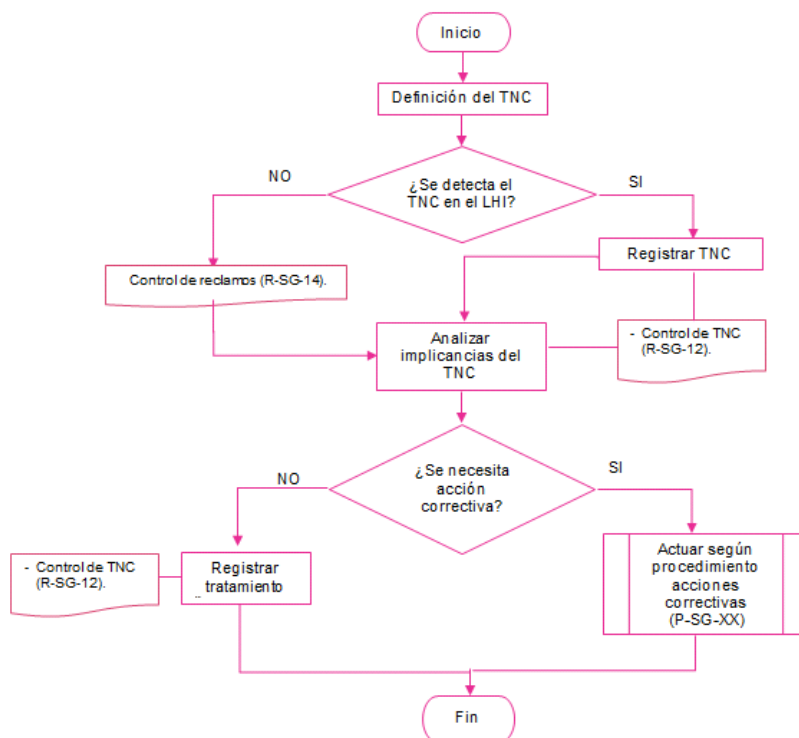 Inicio
Definición del TNC
¿Se detecta el
TNC en el LHI?
NO
SI
Registrar TNC
Control de reclamos (R-SG-14).
Analizar
implicancias del
TNC
- Control de TNC
(R-SG-12).
¿Se necesita
acción
correctiva?
NO
SI
- Control de TNC
(R-SG-12).
Registrar
tratamiento
Actuar según
procedimiento
acciones
correctivas
(P-SG-XX)
Fin